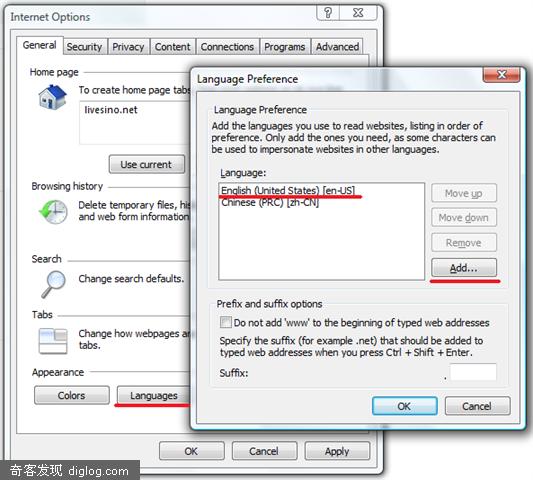 Internet Options
General Security Privacy Content Connections Programs Advanced
Home page
To create home page tabs
livesino.net
Use current
Browsing history
Delete temporary files, his
and web form information.
Search
Change search defaults.
Tabs
Change how webpages ar
tabs.
Appearance
Colors
Languages
OK
Cancel
Apply
Language Preference
Language Preference
Add the languages you use to read websites, listing in order of
preference. Only add the ones you need, as some characters can
be used to impersonate websites in other languages.
Language:
English (United States) [en-US]
Chinese (PRC) [zh-CN]
Move up
Move down
Remove
Add...
Prefix and suffix options
Do not add 'www' to the beginning of typed web addresses
Specify the suffix (for example .net) that should be added to
typed web addresses when you press Ctrl + Shift + Enter.
Suffix: .
OK
Cancel
奇客发现 diglog.com